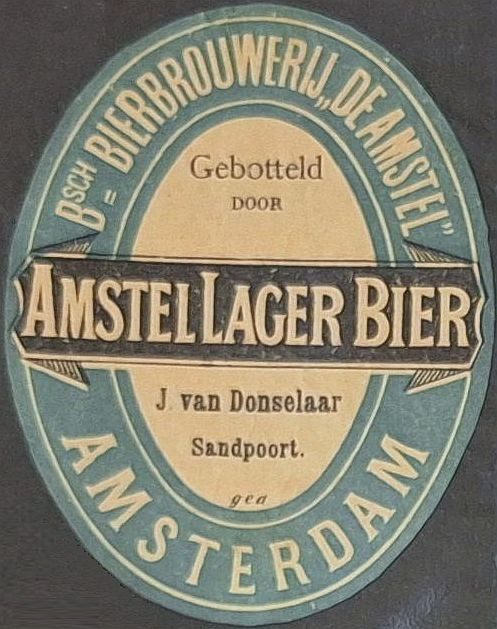 Bsch = BIERBROUWERIJ „DE AMSTEL”
Gebotteld
DOOR
AMSTEL LAGER BIER
J. van Donselaar
Sandpoort.
gea
AMSTERDAM